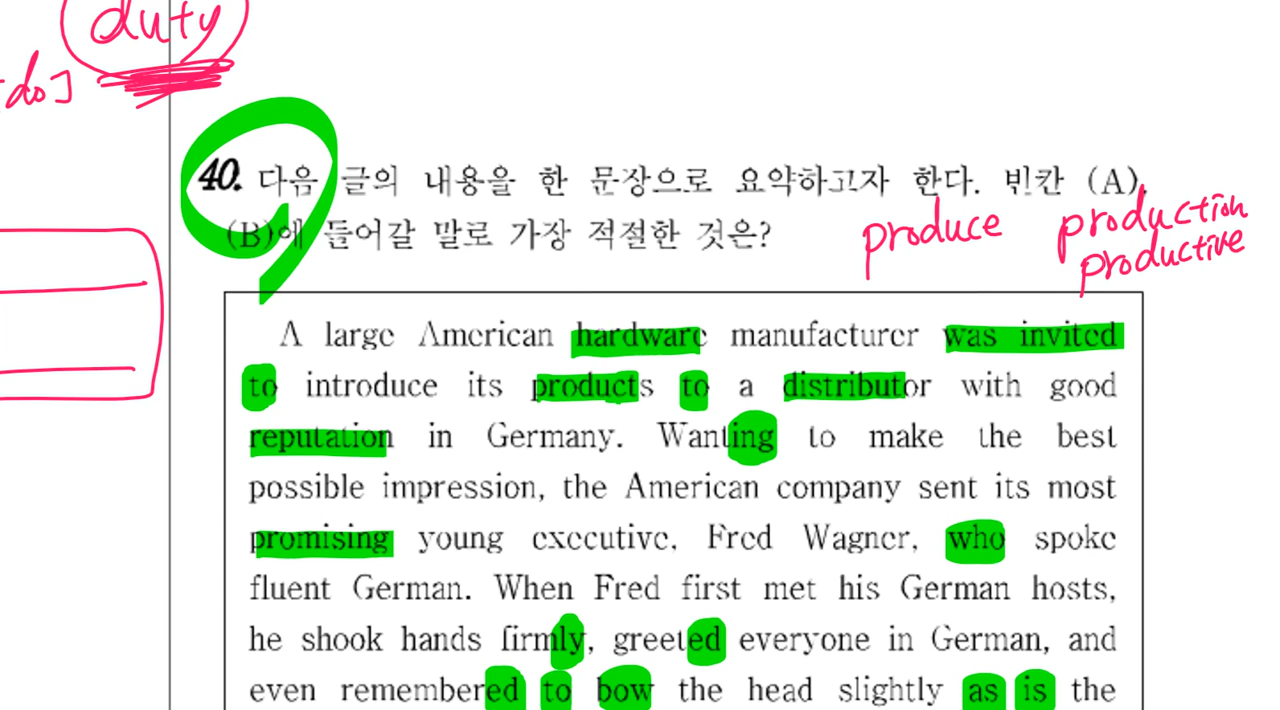 duty
do]
40. 다음 글의 내용을 한 문장으로 요약하고자 한다. 빈칸 (A),
(B)에 들어갈 말로 가장 적절한 것은?
produce production
productive
A large American hardware manufacturer was invited
to introduce its products to a distributor with good
reputation in Germany. Wanting to make the best
possible impression, the American company sent its most
promising young executive, Fred Wagner, who spoke
fluent German. When Fred first met his German hosts,
he shook hands firmly, greeted everyone in German, and
even remembered to bow the head slightly as is the